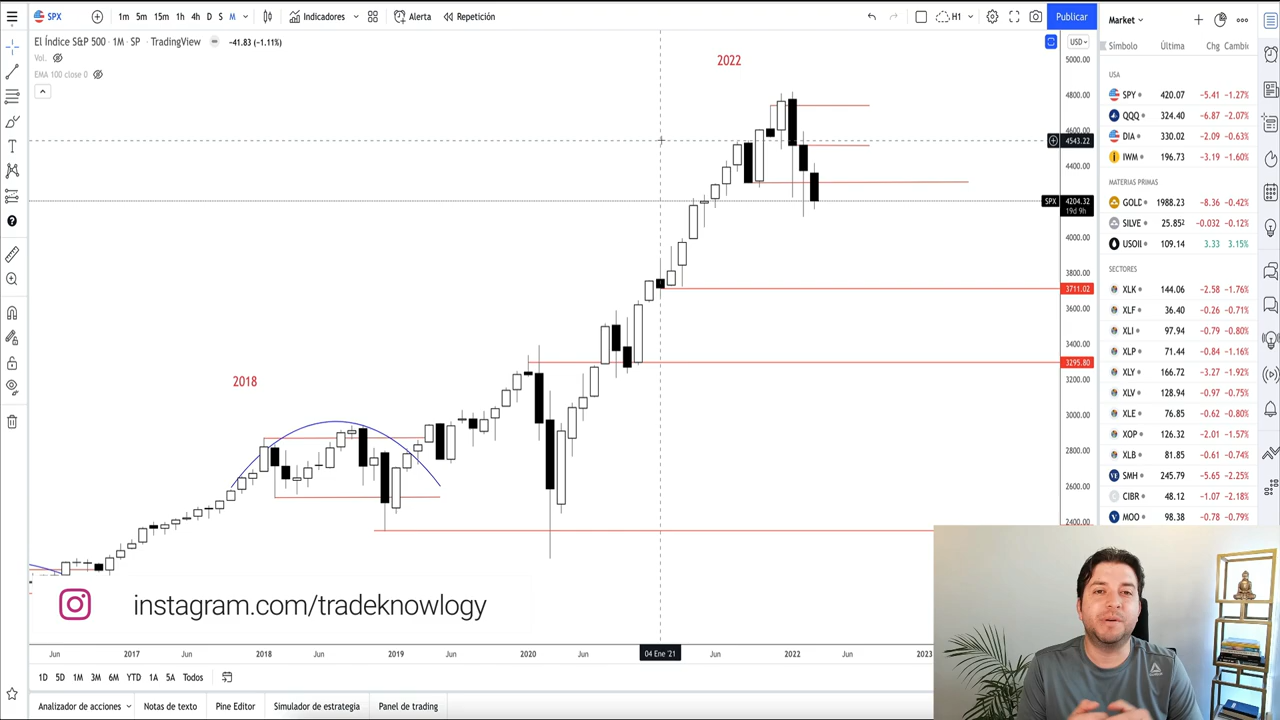 SPX 1m 5m 15m 1h 4h D S M Indicadores Alerta Repetición H1 Publicar
El Índice S&P 500 · 1M · SP · TradingView -41.83 (-1.11%)
Vol.
EMA 100 close 0
2022
2018
USD
5000.00
4800.00
4600.00
4543.22
4400.00
SPX 4204.32
19d 9h
4000.00
3800.00
3711.02
3600.00
3400.00
3295.80
3200.00
3000.00
2800.00
2600.00
2400.00
Market
Símbolo Última Chg Cambio
USA
SPY 420.07 -5.41 -1.27%
QQQ 324.40 -6.87 -2.07%
DIA 330.02 -2.09 -0.63%
IWM 196.73 -3.19 -1.60%
MATERIAS PRIMAS
GOLD 1988.23 -8.36 -0.42%
SILVE 25.852 -0.032 -0.12%
USOIL 109.14 3.33 3.15%
SECTORES
XLK 144.06 -2.58 -1.76%
XLF 36.40 -0.26 -0.71%
XLI 97.94 -0.79 -0.80%
XLP 71.44 -0.84 -1.16%
XLY 166.72 -3.27 -1.92%
XLV 128.94 -0.97 -0.75%
XLE 76.85 -0.62 -0.80%
XOP 126.32 -2.01 -1.57%
XLB 81.85 -0.61 -0.74%
SMH 245.79 -5.65 -2.25%
CIBR 48.12 -1.07 -2.18%
MOO 98.38 -0.78 -0.79%
instagram.com/tradeknowlogy
Jun 2017 Jun 2018 Jun 2019 Jun 2020 Jun 04 Ene '21 Jun 2022 Jun 2023
1D 5D 1M 3M 6M YTD 1A 5A Todos
Analizador de acciones Notas de texto Pine Editor Simulador de estrategia Panel de trading